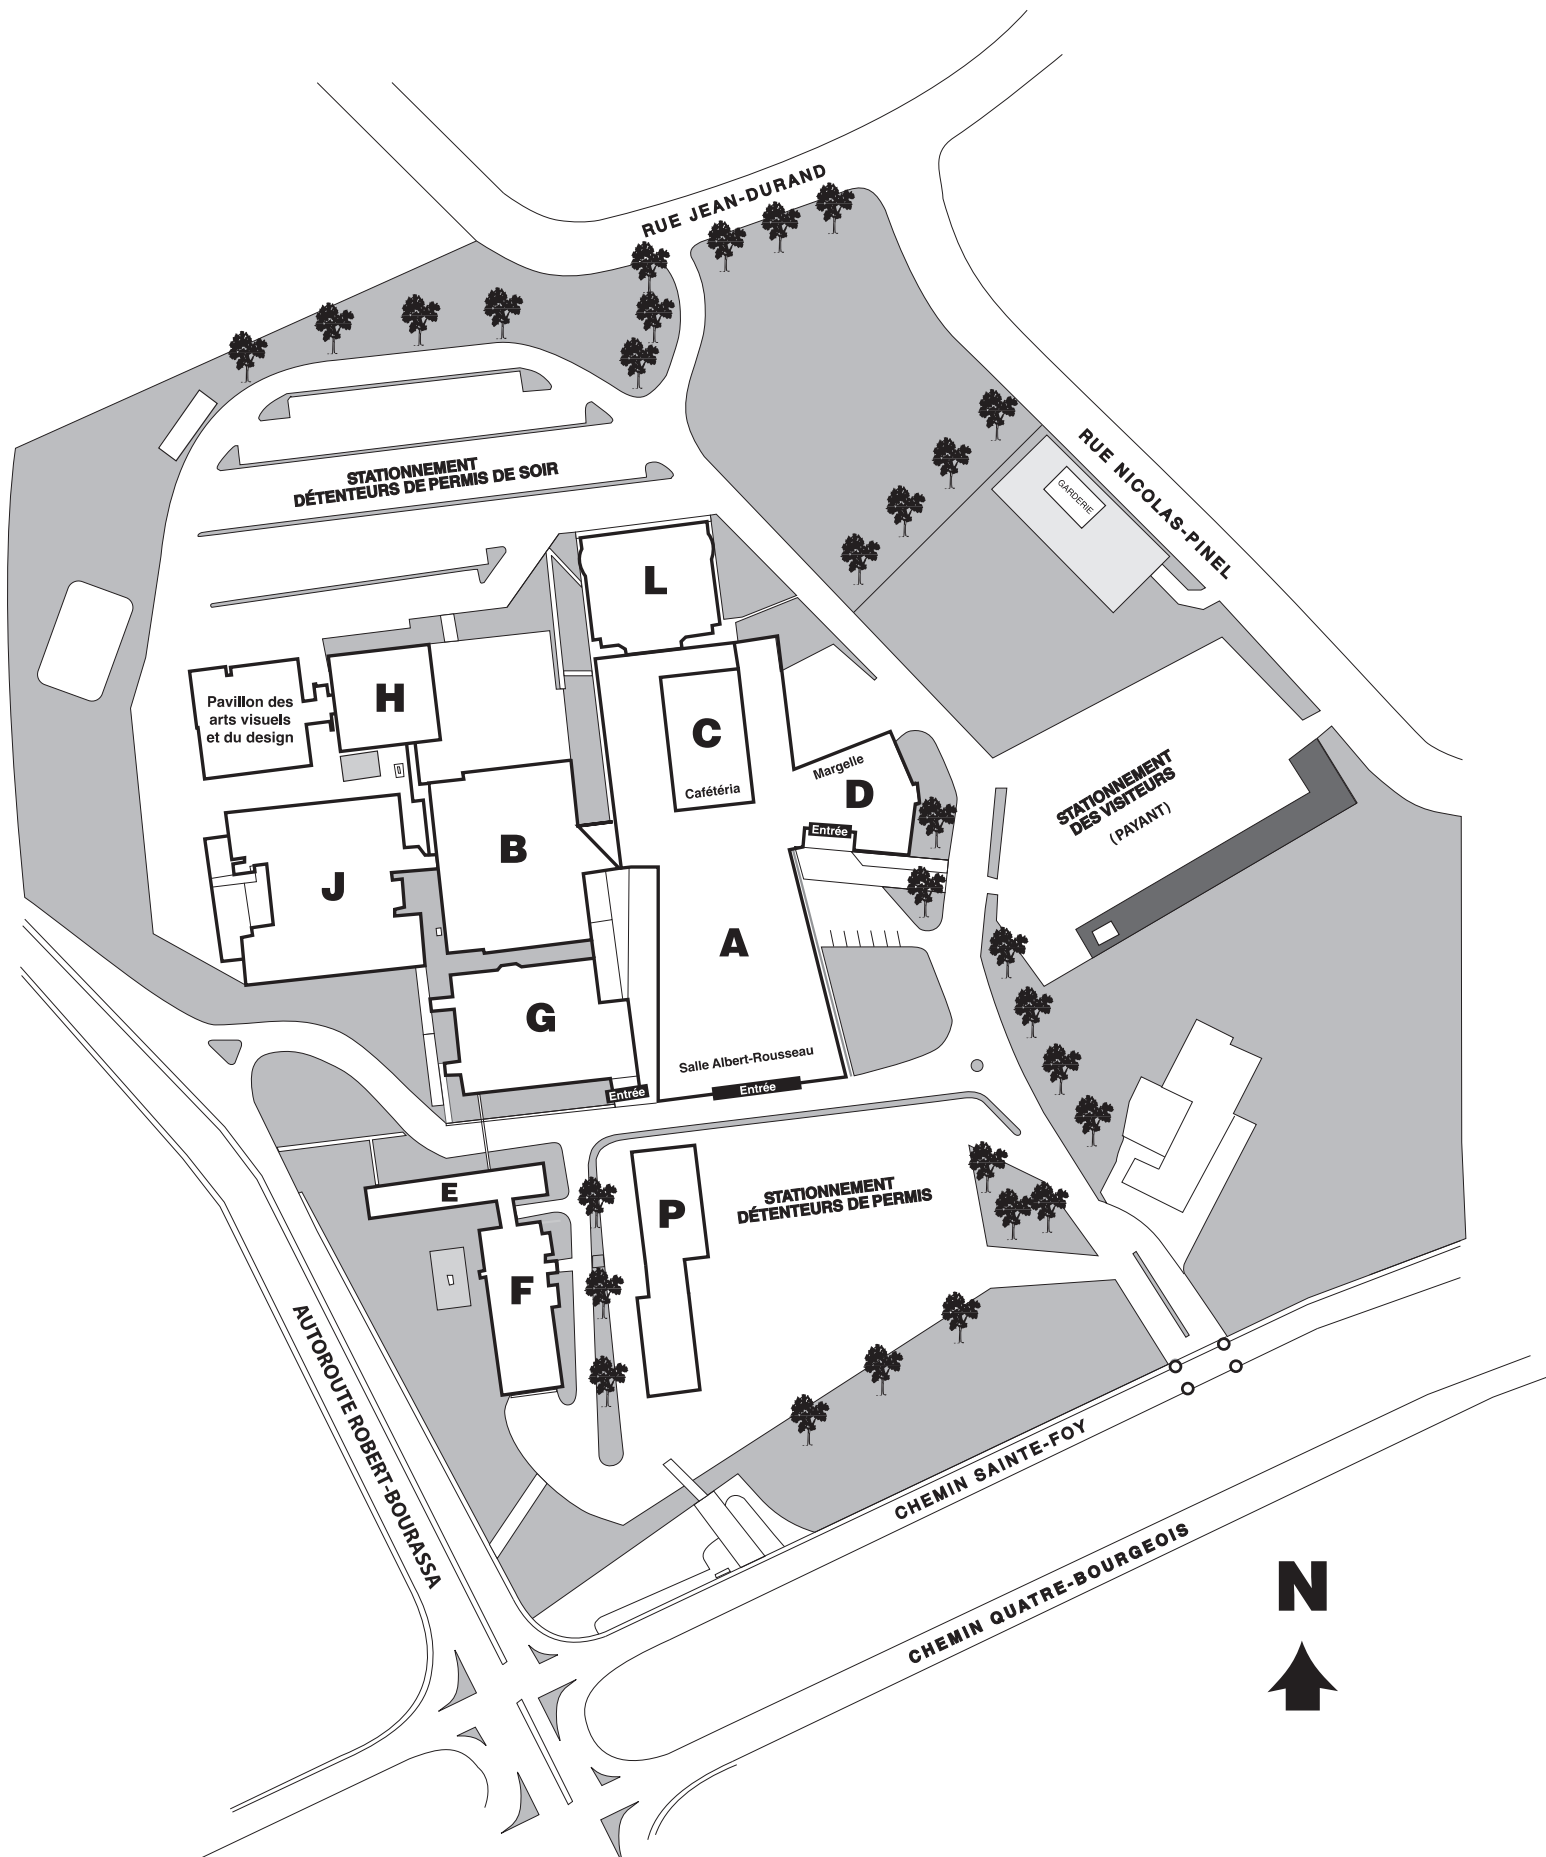 RUE JEAN-DURAND
STATIONNEMENT
DÉTENTEURS DE PERMIS DE SOIR
RUE NICOLAS-PINEL
GARDERIE
L
Pavillon des
arts visuels
et du design
H
C
Cafétéria
Margelle
D
Entrée
STATIONNEMENT
DES VISITEURS
(PAYANT)
B
J
A
G
Salle Albert-Rousseau
Entrée
Entrée
E
P
STATIONNEMENT
DÉTENTEURS DE PERMIS
F
AUTOROUTE ROBERT-BOURASSA
CHEMIN SAINTE-FOY
CHEMIN QUATRE-BOURGEOIS
N